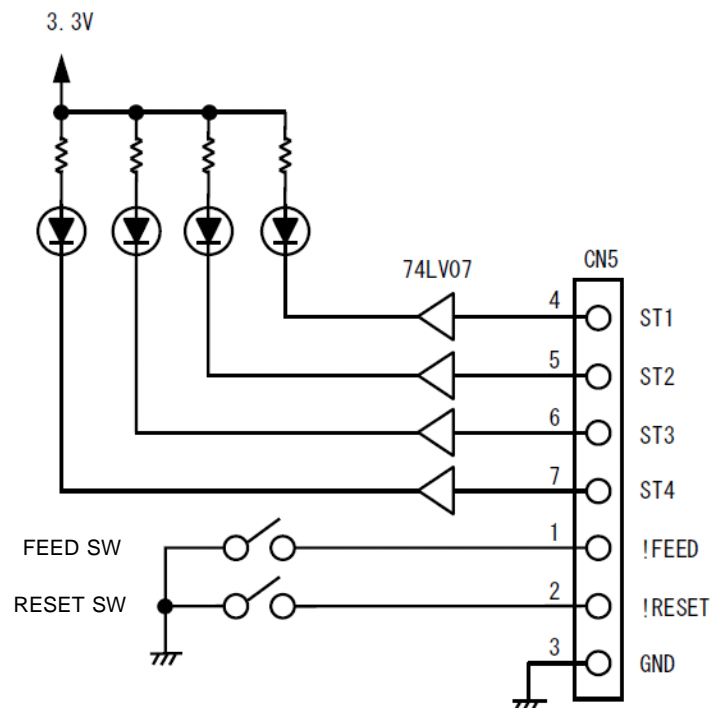 3.3V
CN5
74LV07
4
ST1
5
ST2
6
ST3
7
ST4
FEED SW
1
!FEED
RESET SW
2
!RESET
3
GND